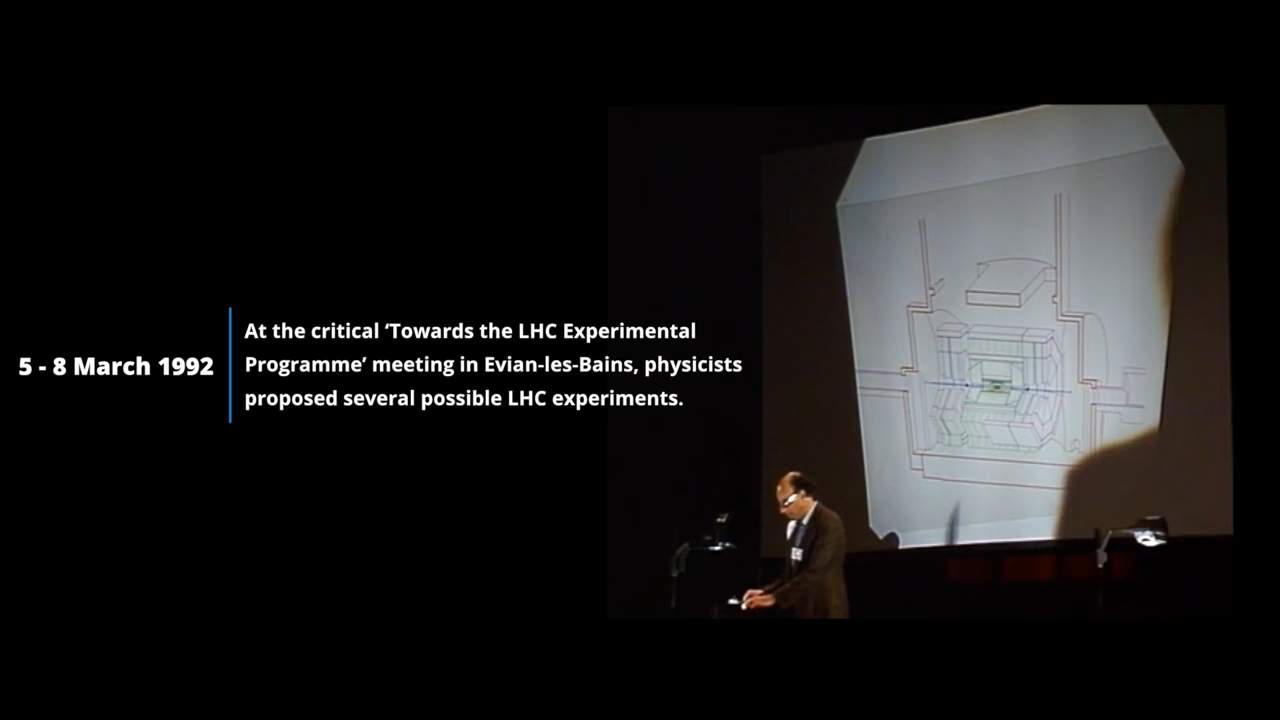 5 - 8 March 1992
At the critical ‘Towards the LHC Experimental
Programme’ meeting in Evian-les-Bains, physicists
proposed several possible LHC experiments.